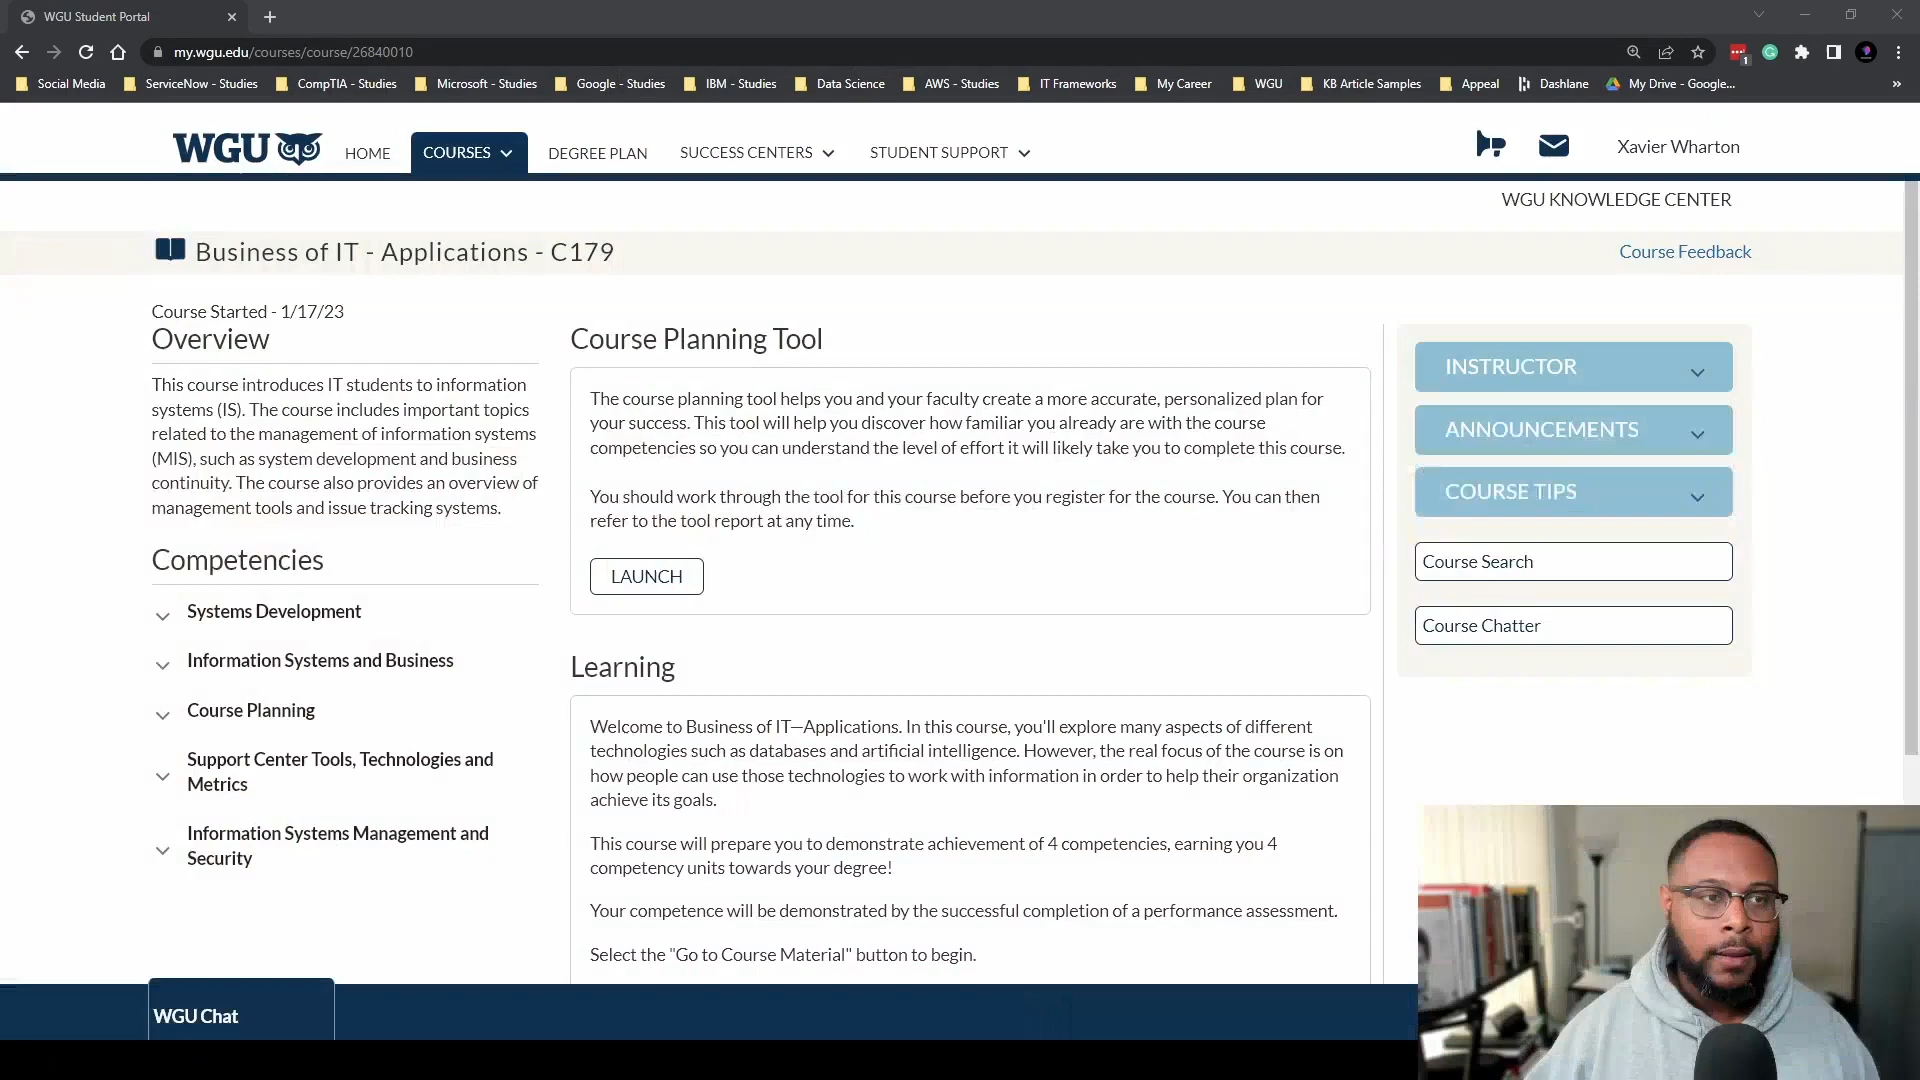 WGU Student Portal
my.wgu.edu/courses/course/26840010
1
Social Media
ServiceNow - Studies
CompTIA - Studies
Microsoft - Studies
Google - Studies
IBM - Studies
Data Science
AWS - Studies
IT Frameworks
My Career
WGU
KB Article Samples
Appeal
Dashlane
My Drive - Google...
WGU
HOME
COURSES
DEGREE PLAN
SUCCESS CENTERS
STUDENT SUPPORT
Xavier Wharton
WGU KNOWLEDGE CENTER
Business of IT - Applications - C179
Course Feedback
Course Started - 1/17/23
Overview
This course introduces IT students to information
systems (IS). The course includes important topics
related to the management of information systems
(MIS), such as system development and business
continuity. The course also provides an overview of
management tools and issue tracking systems.
Competencies
Systems Development
Information Systems and Business
Course Planning
Support Center Tools, Technologies and
Metrics
Information Systems Management and
Security
Course Planning Tool
The course planning tool helps you and your faculty create a more accurate, personalized plan for
your success. This tool will help you discover how familiar you already are with the course
competencies so you can understand the level of effort it will likely take you to complete this course.
You should work through the tool for this course before you register for the course. You can then
refer to the tool report at any time.
LAUNCH
Learning
Welcome to Business of IT—Applications. In this course, you'll explore many aspects of different
technologies such as databases and artificial intelligence. However, the real focus of the course is on
how people can use those technologies to work with information in order to help their organization
achieve its goals.
This course will prepare you to demonstrate achievement of 4 competencies, earning you 4
competency units towards your degree!
Your competence will be demonstrated by the successful completion of a performance assessment.
Select the "Go to Course Material" button to begin.
INSTRUCTOR
ANNOUNCEMENTS
COURSE TIPS
Course Search
Course Chatter
WGU Chat